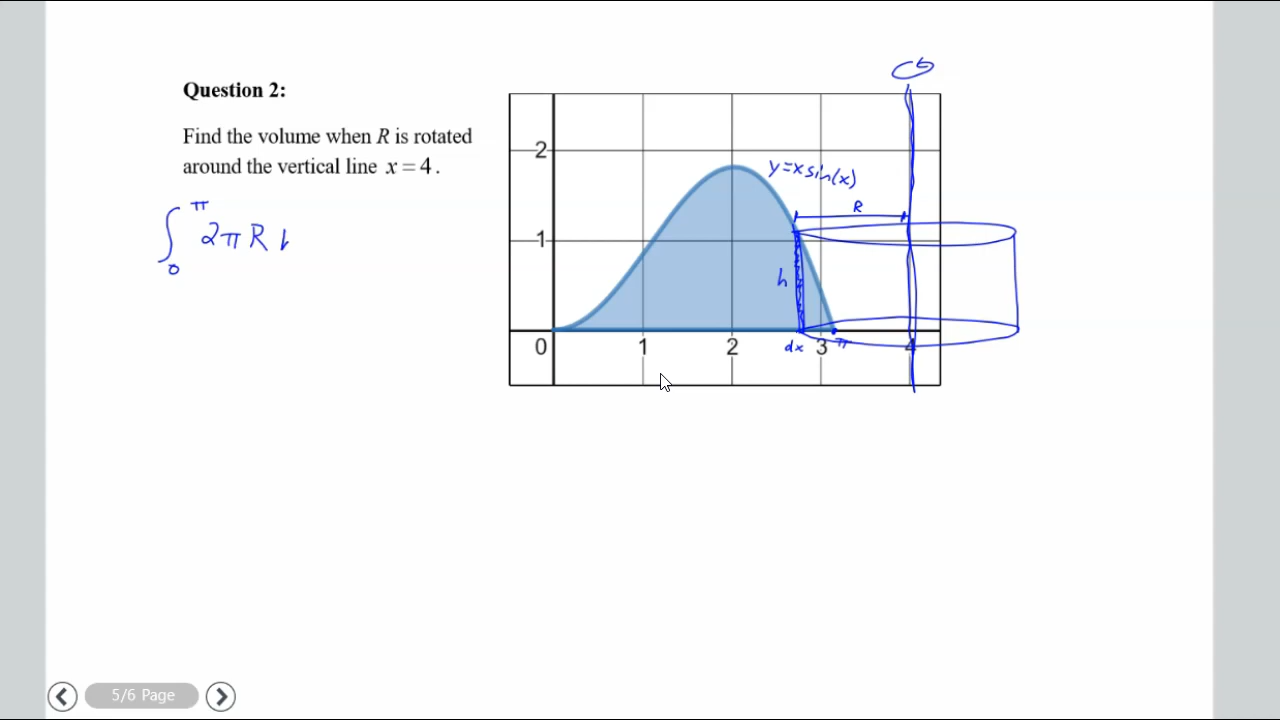 Question 2:
Find the volume when R is rotated
around the vertical line x = 4.
∫₀^π 2π R h
2
1
0
1
2
3
4
y=x sin(x)
R
h
dx
π
5/6 Page